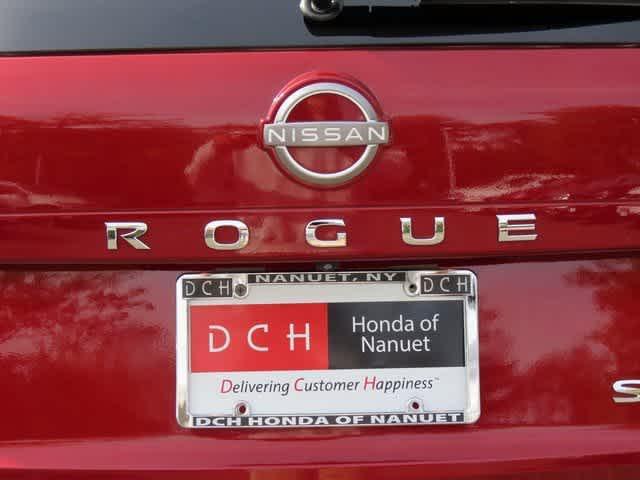 NISSAN
ROGUE
NANUET, NY
DCH DCH
DCH Honda of
Nanuet
Delivering Customer Happiness™
DCH HONDA OF NANUET
S